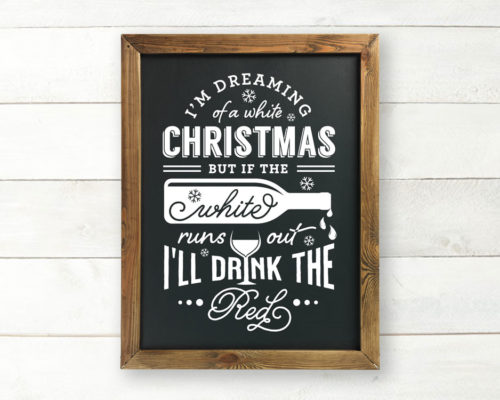 I'M DREAMING
of a white
CHRISTMAS
BUT IF THE
white
runs out
I'LL DRINK THE
Red